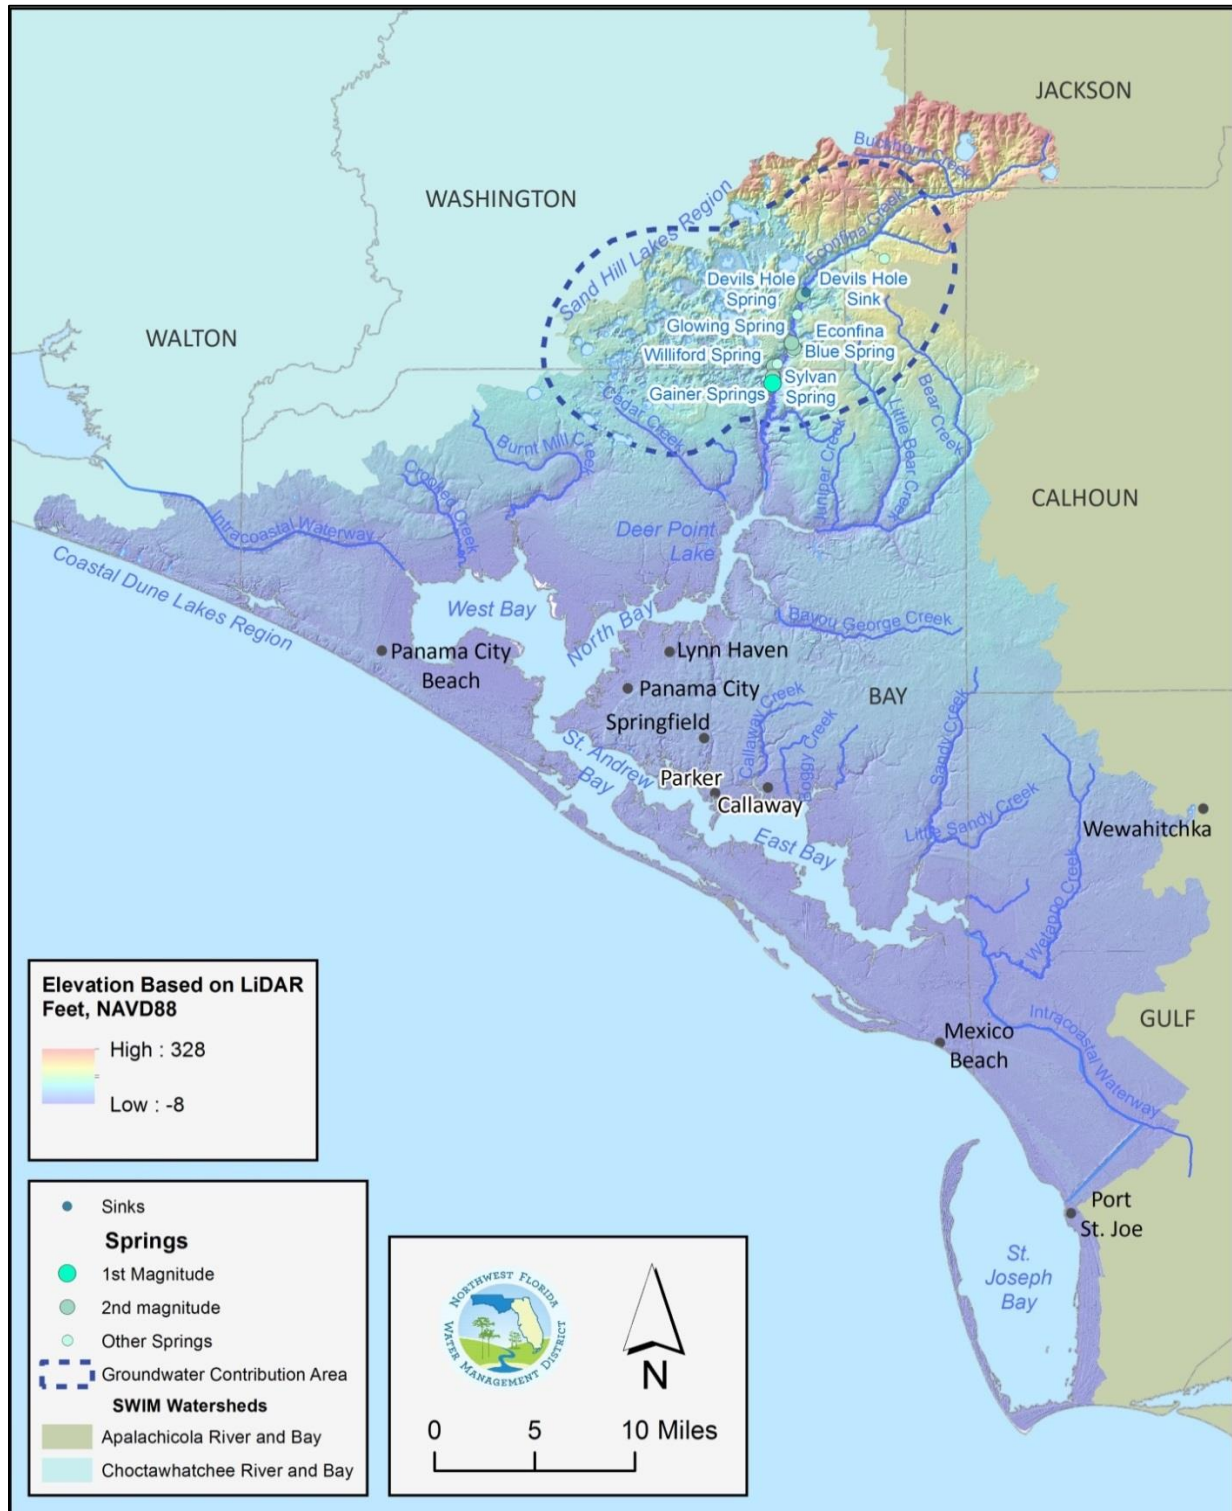 JACKSON
Buckhorn Creek
WASHINGTON
Sand Hill Lakes Region
Econfina Creek
Devils Hole
Spring
Devils Hole
Sink
Glowing Spring
Econfina
Blue Spring
WALTON
Williford Spring
Sylvan
Spring
Gainer Springs
Cedar Creek
Bear Creek
Little Bear Creek
Juniper Creek
Burnt Mill Creek
Crooked Creek
CALHOUN
Intracoastal Waterway
Deer Point
Lake
Coastal Dune Lakes Region
West Bay
North Bay
Bayou George Creek
Panama City
Beach
Lynn Haven
Panama City
BAY
Springfield
Callaway Creek
Boggy Creek
Sandy Creek
St. Andrew
Bay
Parker
Callaway
East Bay
Little Sandy Creek
Wewahitchka
Wetappo Creek
GULF
Mexico
Beach
Intracoastal Waterway
Port
St. Joe
St.
Joseph
Bay
Elevation Based on LiDAR
Feet, NAVD88
High : 328
Low : -8
Sinks
Springs
1st Magnitude
2nd magnitude
Other Springs
Groundwater Contribution Area
SWIM Watersheds
Apalachicola River and Bay
Choctawhatchee River and Bay
NORTHWEST FLORIDA
WATER MANAGEMENT DISTRICT
N
0 5 10 Miles